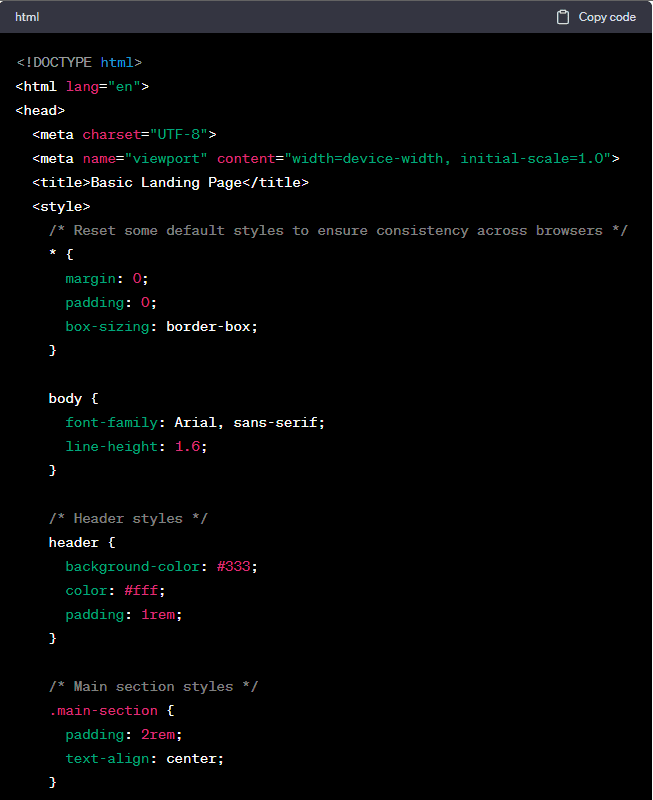 html
Copy code
<!DOCTYPE html>
<html lang="en">
<head>
  <meta charset="UTF-8">
  <meta name="viewport" content="width=device-width, initial-scale=1.0">
  <title>Basic Landing Page</title>
  <style>
    /* Reset some default styles to ensure consistency across browsers */
    * {
      margin: 0;
      padding: 0;
      box-sizing: border-box;
    }

    body {
      font-family: Arial, sans-serif;
      line-height: 1.6;
    }

    /* Header styles */
    header {
      background-color: #333;
      color: #fff;
      padding: 1rem;
    }

    /* Main section styles */
    .main-section {
      padding: 2rem;
      text-align: center;
    }